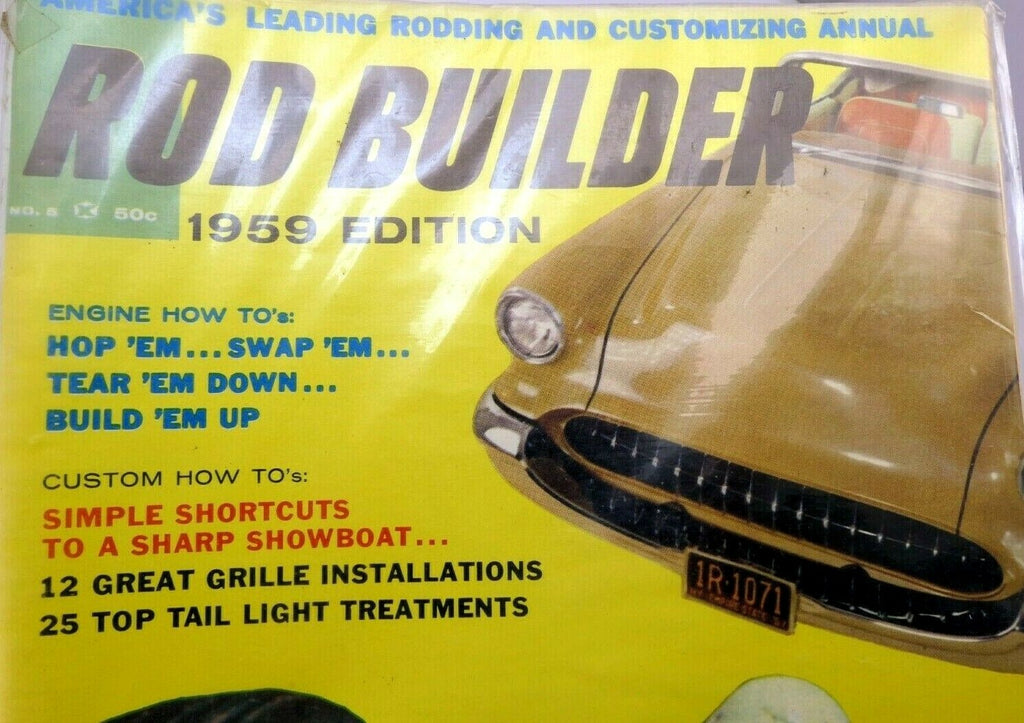 AMERICA'S LEADING RODDING AND CUSTOMIZING ANNUAL
ROD BUILDER
NO. 5 50c
1959 EDITION
ENGINE HOW TO's:
HOP 'EM...SWAP 'EM...
TEAR 'EM DOWN...
BUILD 'EM UP
CUSTOM HOW TO's:
SIMPLE SHORTCUTS
TO A SHARP SHOWBOAT...
12 GREAT GRILLE INSTALLATIONS
25 TOP TAIL LIGHT TREATMENTS
1R·1071